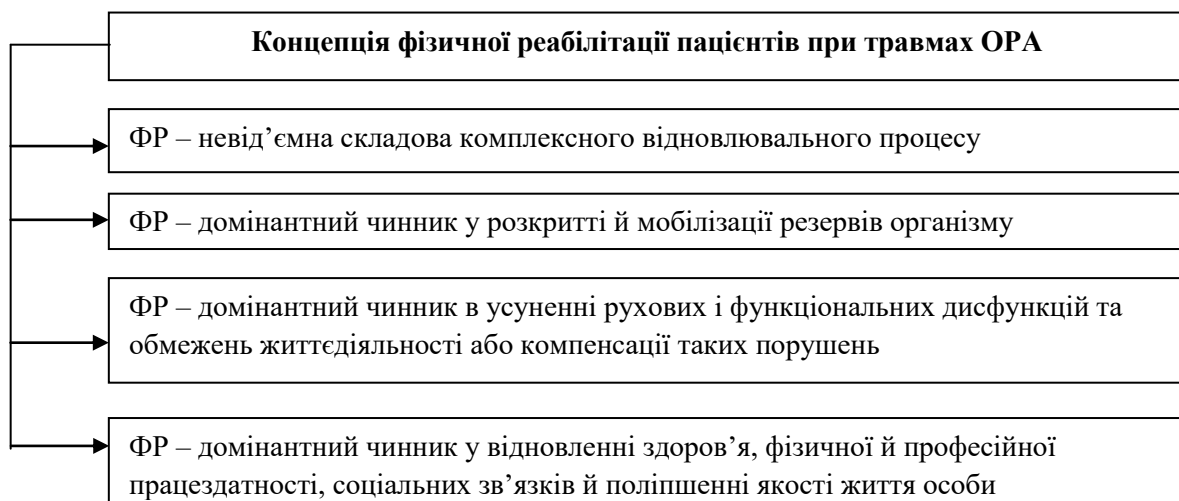 Концепція фізичної реабілітації пацієнтів при травмах ОРА
ФР – невід’ємна складова комплексного відновлювального процесу
ФР – домінантний чинник у розкритті й мобілізації резервів організму
ФР – домінантний чинник в усуненні рухових і функціональних дисфункцій та
обмежень життєдіяльності або компенсації таких порушень
ФР – домінантний чинник у відновленні здоров’я, фізичної й професійної
працездатності, соціальних зв’язків й поліпшенні якості життя особи